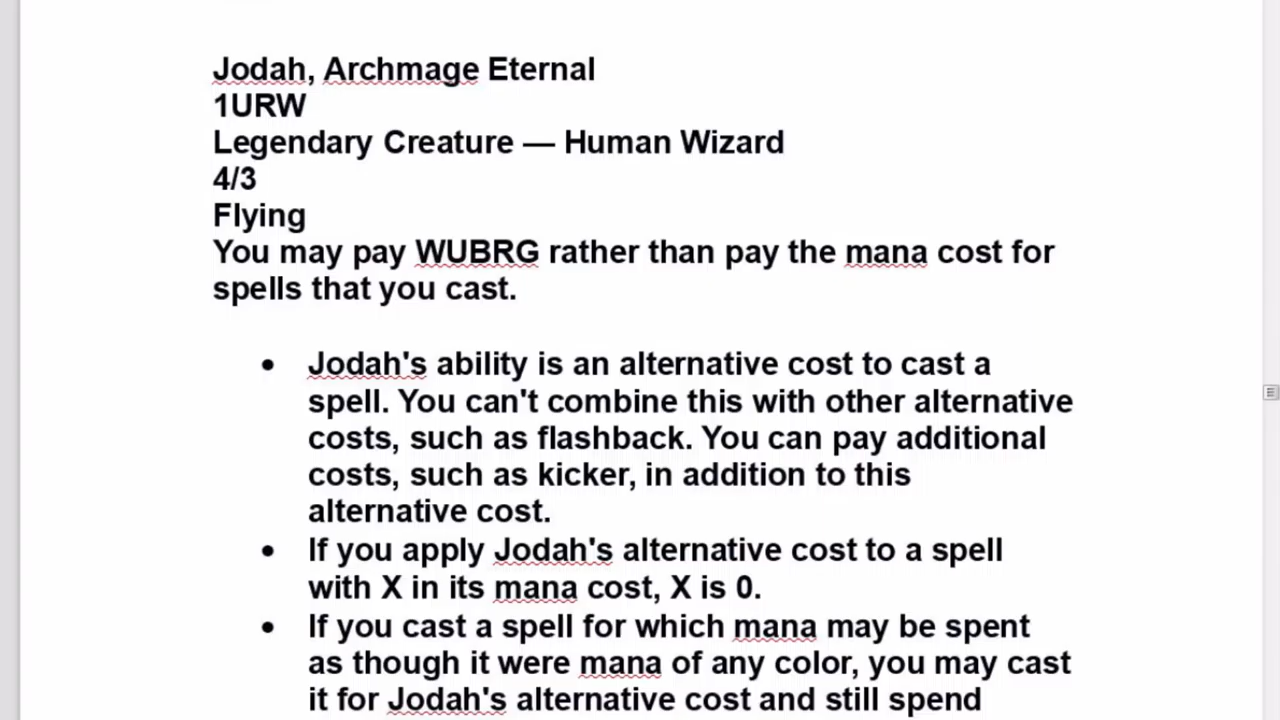 Jodah, Archmage Eternal
1URW
Legendary Creature — Human Wizard
4/3
Flying
You may pay WUBRG rather than pay the mana cost for
spells that you cast.
• Jodah's ability is an alternative cost to cast a
spell. You can't combine this with other alternative
costs, such as flashback. You can pay additional
costs, such as kicker, in addition to this
alternative cost.
• If you apply Jodah's alternative cost to a spell
with X in its mana cost, X is 0.
• If you cast a spell for which mana may be spent
as though it were mana of any color, you may cast
it for Jodah's alternative cost and still spend